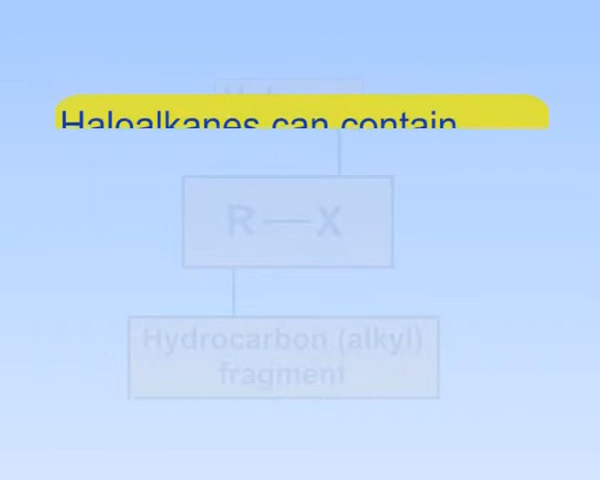 Haloalkanes can contain
R—X
Hydrocarbon (alkyl)
fragment